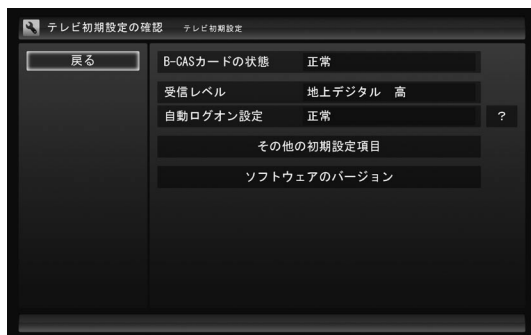 テレビ初期設定の確認 テレビ初期設定
戻る
B-CASカードの状態 正常
受信レベル 地上デジタル 高
自動ログオン設定 正常 ?
その他の初期設定項目
ソフトウェアのバージョン